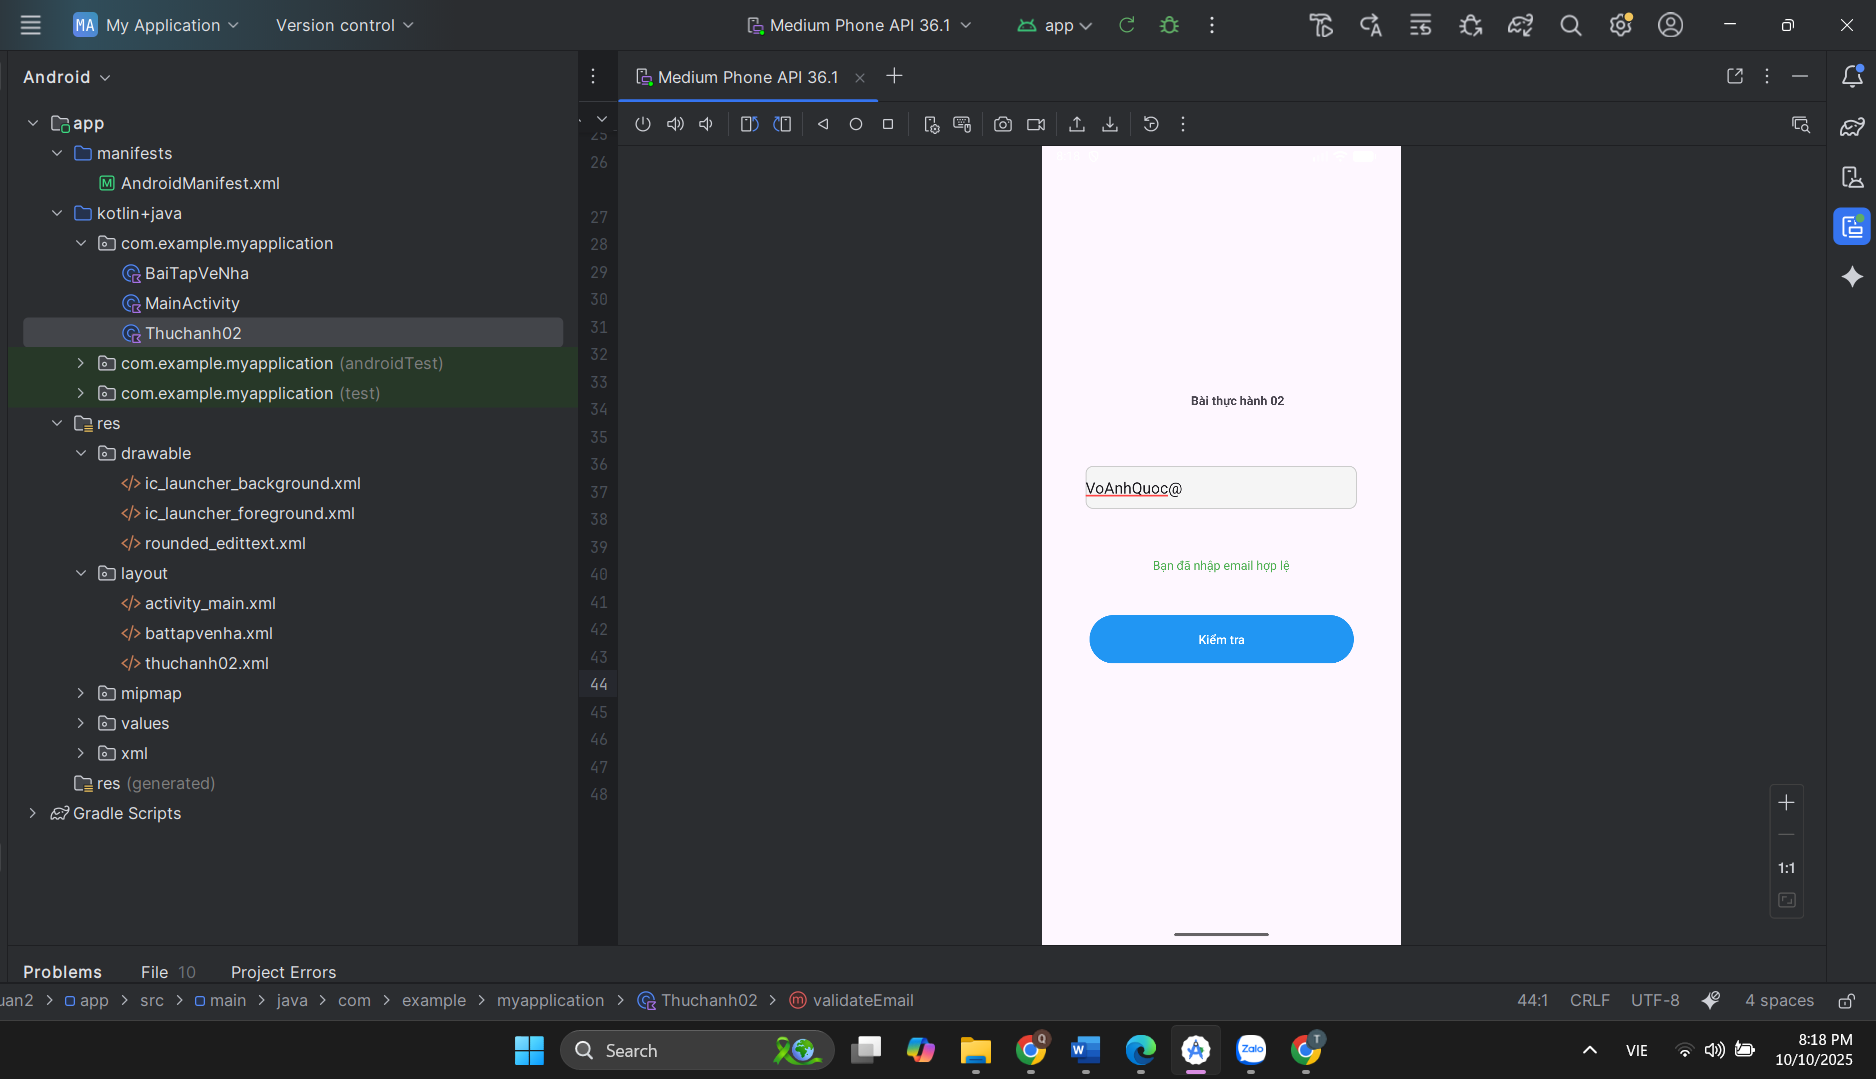 MA My Application
Version control
Medium Phone API 36.1
app
Android
Medium Phone API 36.1
app
manifests
AndroidManifest.xml
kotlin+java
com.example.myapplication
BaiTapVeNha
MainActivity
Thuchanh02
com.example.myapplication (androidTest)
com.example.myapplication (test)
res
drawable
ic_launcher_background.xml
ic_launcher_foreground.xml
rounded_edittext.xml
layout
activity_main.xml
battapvenha.xml
thuchanh02.xml
mipmap
values
xml
res (generated)
Gradle Scripts
25
26
27
28
29
30
31
32
33
34
35
36
37
38
39
40
41
42
43
44
45
46
47
48
Bài thực hành 02
VoAnhQuoc@
Bạn đã nhập email hợp lệ
Kiểm tra
1:1
Problems
File 10
Project Errors
uan2 > app > src > main > java > com > example > myapplication > Thuchanh02 > validateEmail
44:1
CRLF
UTF-8
4 spaces
Search
Q
W
Zalo
T
VIE
8:18 PM
10/10/2025